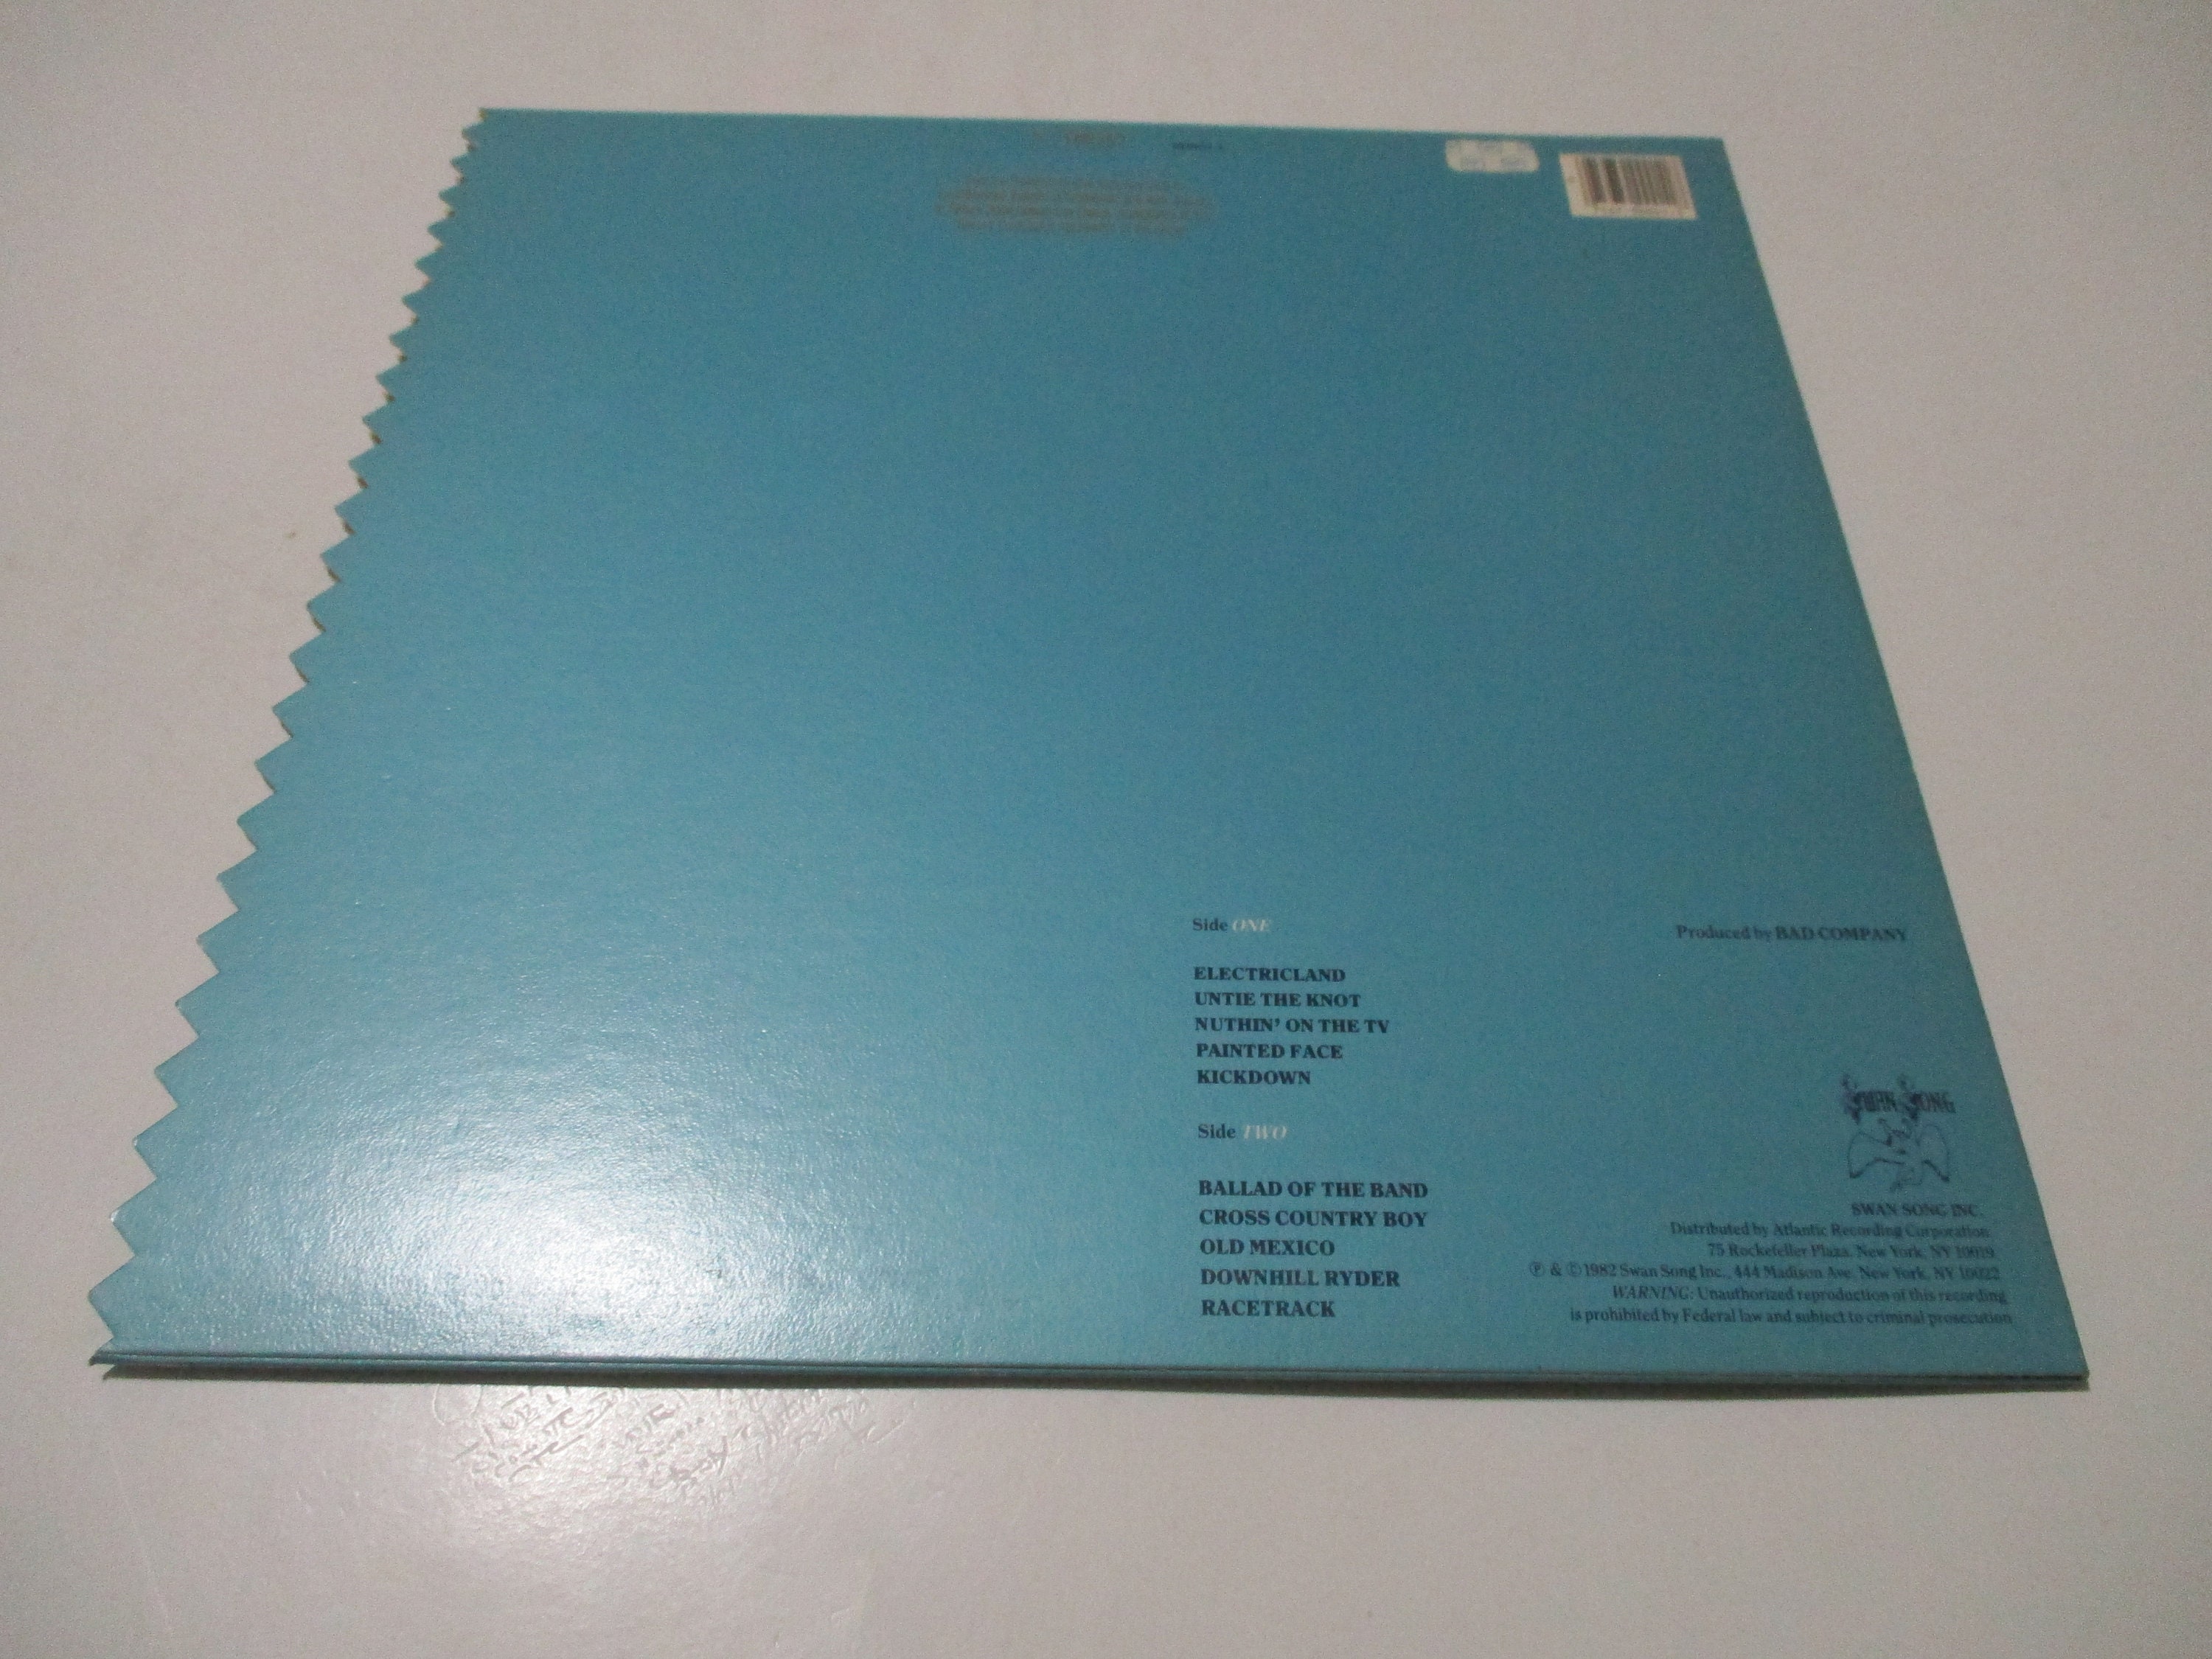 Side ONE
ELECTRICLAND
UNTIE THE KNOT
NUTHIN' ON THE TV
PAINTED FACE
KICKDOWN
Side TWO
BALLAD OF THE BAND
CROSS COUNTRY BOY
OLD MEXICO
DOWNHILL RYDER
RACETRACK
Produced by BAD COMPANY
SWAN SONG
SWAN SONG INC.
Distributed by Atlantic Recording Corporation
75 Rockefeller Plaza, New York, NY 10019
Ⓟ & ©1982 Swan Song Inc., 444 Madison Ave. New York, NY 10022
WARNING: Unauthorized reproduction of this recording
is prohibited by Federal law and subject to criminal prosecution